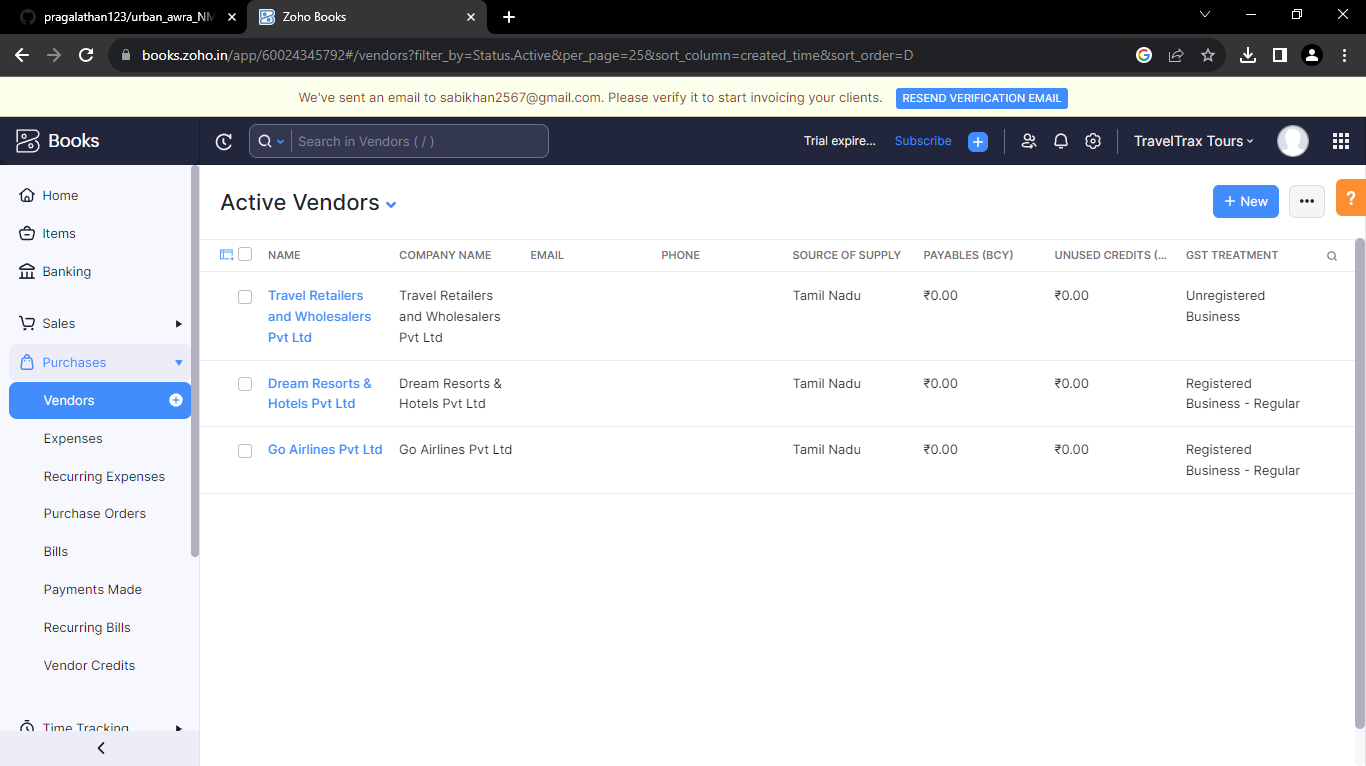 pragalathan123/urban_awra_NM
Zoho Books
books.zoho.in/app/60024345792#/vendors?filter_by=Status.Active&per_page=25&sort_column=created_time&sort_order=D
We've sent an email to sabikhan2567@gmail.com. Please verify it to start invoicing your clients. RESEND VERIFICATION EMAIL
Books
Search in Vendors ( / )
Trial expire... Subscribe
TravelTrax Tours
Home
Items
Banking
Sales
Purchases
Vendors
Expenses
Recurring Expenses
Purchase Orders
Bills
Payments Made
Recurring Bills
Vendor Credits
Time Tracking
Active Vendors
+ New
?
NAME COMPANY NAME EMAIL PHONE SOURCE OF SUPPLY PAYABLES (BCY) UNUSED CREDITS (... GST TREATMENT
Travel Retailers Travel Retailers Tamil Nadu ₹0.00 ₹0.00 Unregistered
and Wholesalers and Wholesalers Business
Pvt Ltd Pvt Ltd
Dream Resorts & Dream Resorts & Tamil Nadu ₹0.00 ₹0.00 Registered
Hotels Pvt Ltd Hotels Pvt Ltd Business - Regular
Go Airlines Pvt Ltd Go Airlines Pvt Ltd Tamil Nadu ₹0.00 ₹0.00 Registered
Business - Regular